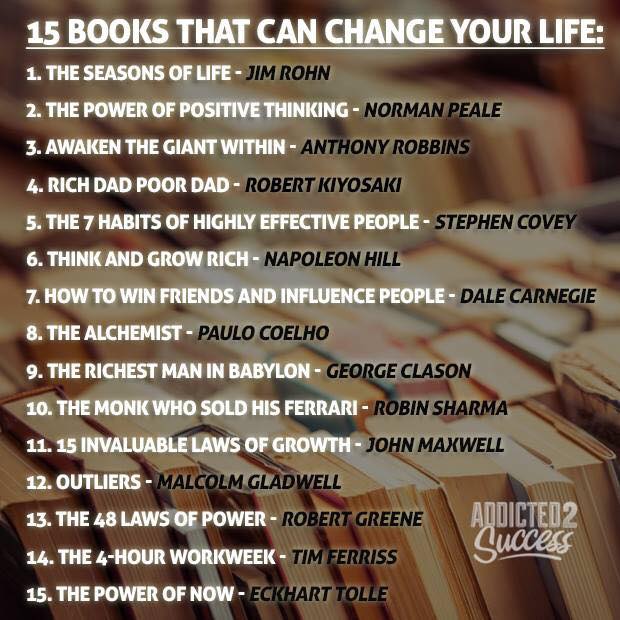 15 BOOKS THAT CAN CHANGE YOUR LIFE:
1. THE SEASONS OF LIFE - JIM ROHN
2. THE POWER OF POSITIVE THINKING - NORMAN PEALE
3. AWAKEN THE GIANT WITHIN - ANTHONY ROBBINS
4. RICH DAD POOR DAD - ROBERT KIYOSAKI
5. THE 7 HABITS OF HIGHLY EFFECTIVE PEOPLE - STEPHEN COVEY
6. THINK AND GROW RICH - NAPOLEON HILL
7. HOW TO WIN FRIENDS AND INFLUENCE PEOPLE - DALE CARNEGIE
8. THE ALCHEMIST - PAULO COELHO
9. THE RICHEST MAN IN BABYLON - GEORGE CLASON
10. THE MONK WHO SOLD HIS FERRARI - ROBIN SHARMA
11. 15 INVALUABLE LAWS OF GROWTH - JOHN MAXWELL
12. OUTLIERS - MALCOLM GLADWELL
13. THE 48 LAWS OF POWER - ROBERT GREENE
14. THE 4-HOUR WORKWEEK - TIM FERRISS
15. THE POWER OF NOW - ECKHART TOLLE
ADDICTED2
Success